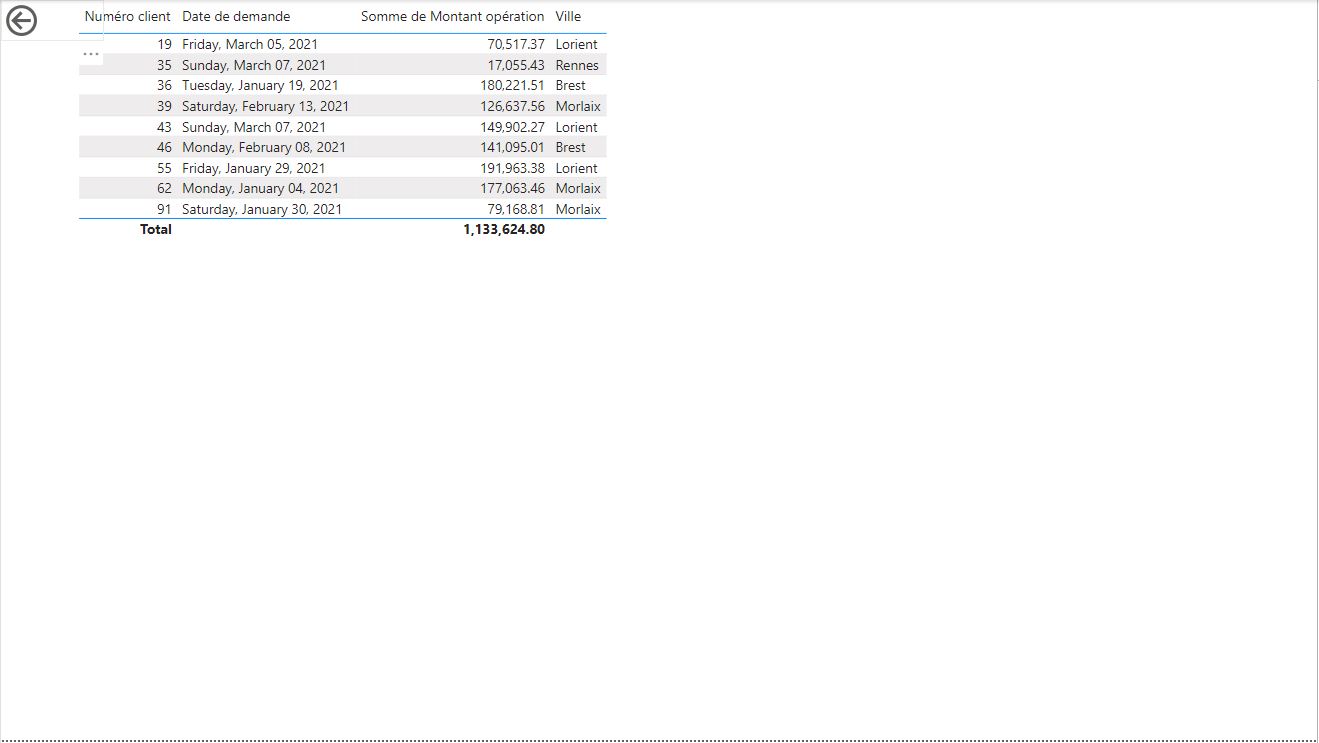 Numéro client Date de demande Somme de Montant opération Ville
19 Friday, March 05, 2021 70,517.37 Lorient
35 Sunday, March 07, 2021 17,055.43 Rennes
36 Tuesday, January 19, 2021 180,221.51 Brest
39 Saturday, February 13, 2021 126,637.56 Morlaix
43 Sunday, March 07, 2021 149,902.27 Lorient
46 Monday, February 08, 2021 141,095.01 Brest
55 Friday, January 29, 2021 191,963.38 Lorient
62 Monday, January 04, 2021 177,063.46 Morlaix
91 Saturday, January 30, 2021 79,168.81 Morlaix
Total 1,133,624.80